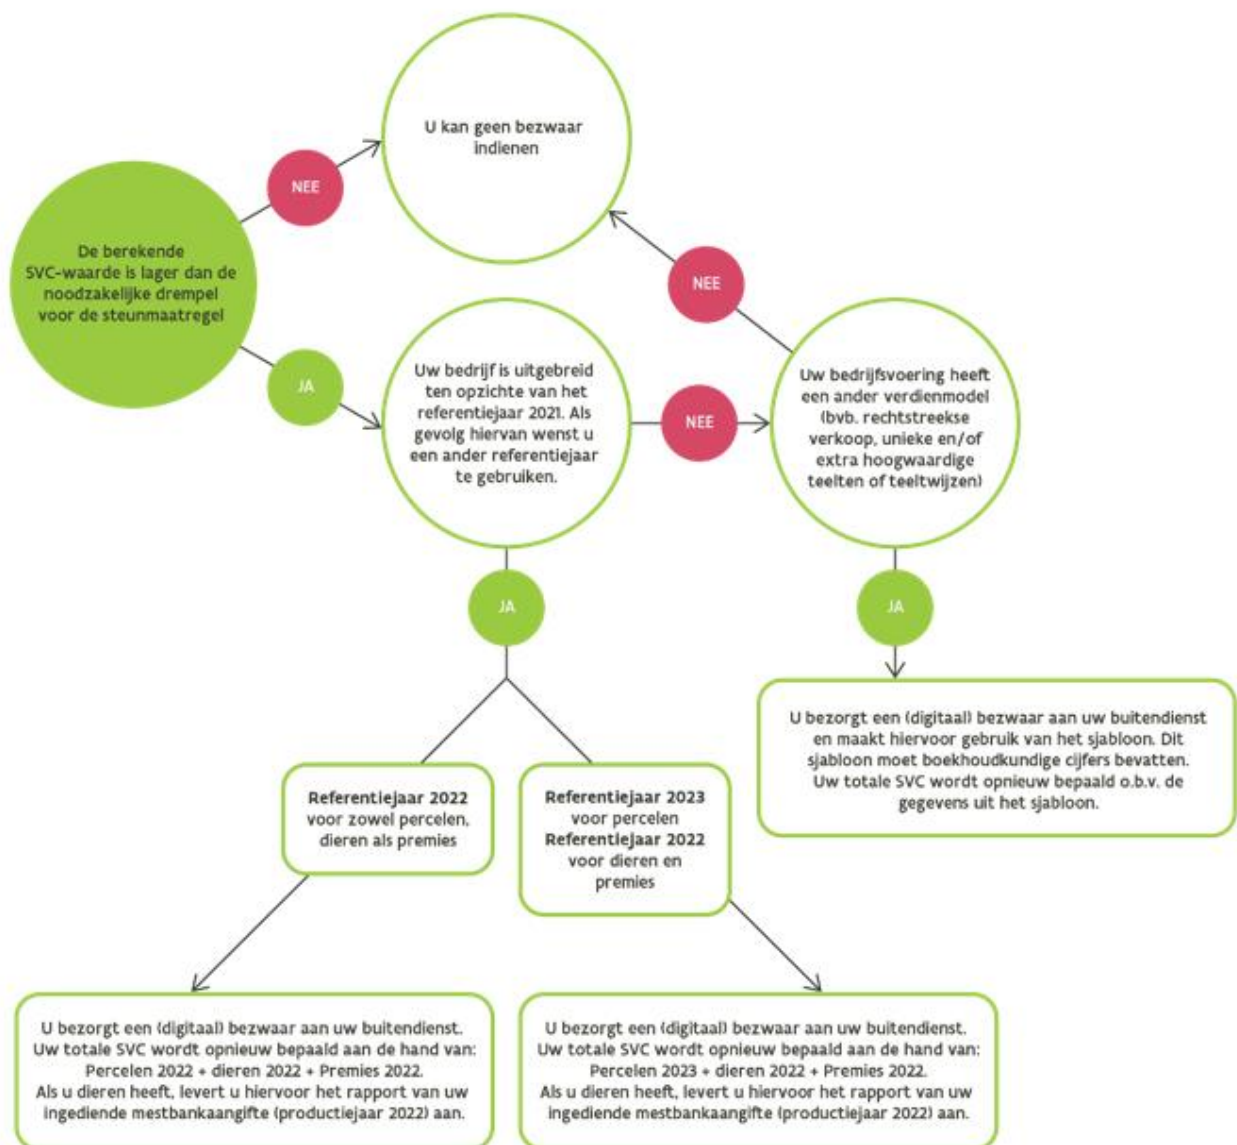 U kan geen bezwaar
indienen
NEE
De berekende
SVC-waarde is lager dan de
noodzakelijke drempel
voor de steunmaatregel
NEE
JA
Uw bedrijf is uitgebreid
ten opzichte van het
referentiejaar 2021. Als
gevolg hiervan wenst u
een ander referentiejaar
te gebruiken.
NEE
Uw bedrijfsvoering heeft
een ander verdienmodel
(bvb. rechtstreekse
verkoop, unieke en/of
extra hoogwaardige
teelten of teeltwijzen)
JA
JA
U bezorgt een (digitaal) bezwaar aan uw buitendienst
en maakt hiervoor gebruik van het sjabloon. Dit
sjabloon moet boekhoudkundige cijfers bevatten.
Uw totale SVC wordt opnieuw bepaald o.b.v. de
gegevens uit het sjabloon.
Referentiejaar 2022
voor zowel percelen,
dieren als premies
Referentiejaar 2023
voor percelen
Referentiejaar 2022
voor dieren en
premies
U bezorgt een (digitaal) bezwaar aan uw buitendienst.
Uw totale SVC wordt opnieuw bepaald aan de hand van:
Percelen 2022 + dieren 2022 + Premies 2022.
Als u dieren heeft, levert u hiervoor het rapport van uw
ingediende mestbankaangifte (productiejaar 2022) aan.
U bezorgt een (digitaal) bezwaar aan uw buitendienst.
Uw totale SVC wordt opnieuw bepaald aan de hand van:
Percelen 2023 + dieren 2022 + Premies 2022.
Als u dieren heeft, levert u hiervoor het rapport van uw
ingediende mestbankaangifte (productiejaar 2022) aan.